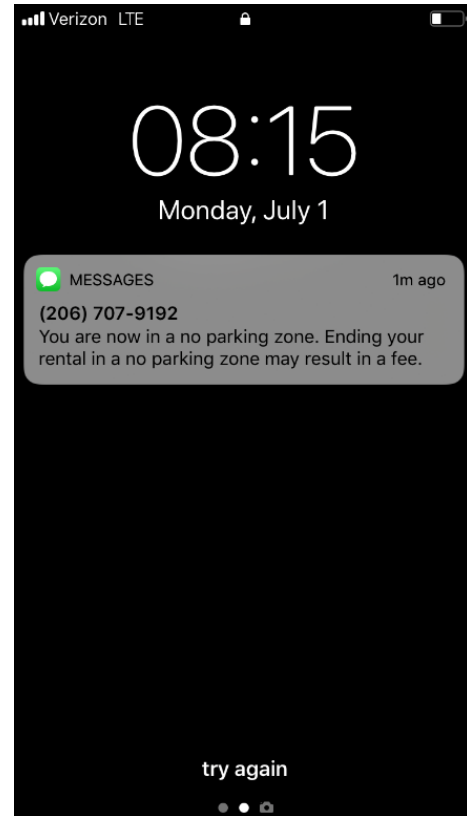 Verizon LTE
08:15
Monday, July 1
MESSAGES 1m ago
(206) 707-9192
You are now in a no parking zone. Ending your
rental in a no parking zone may result in a fee.
try again